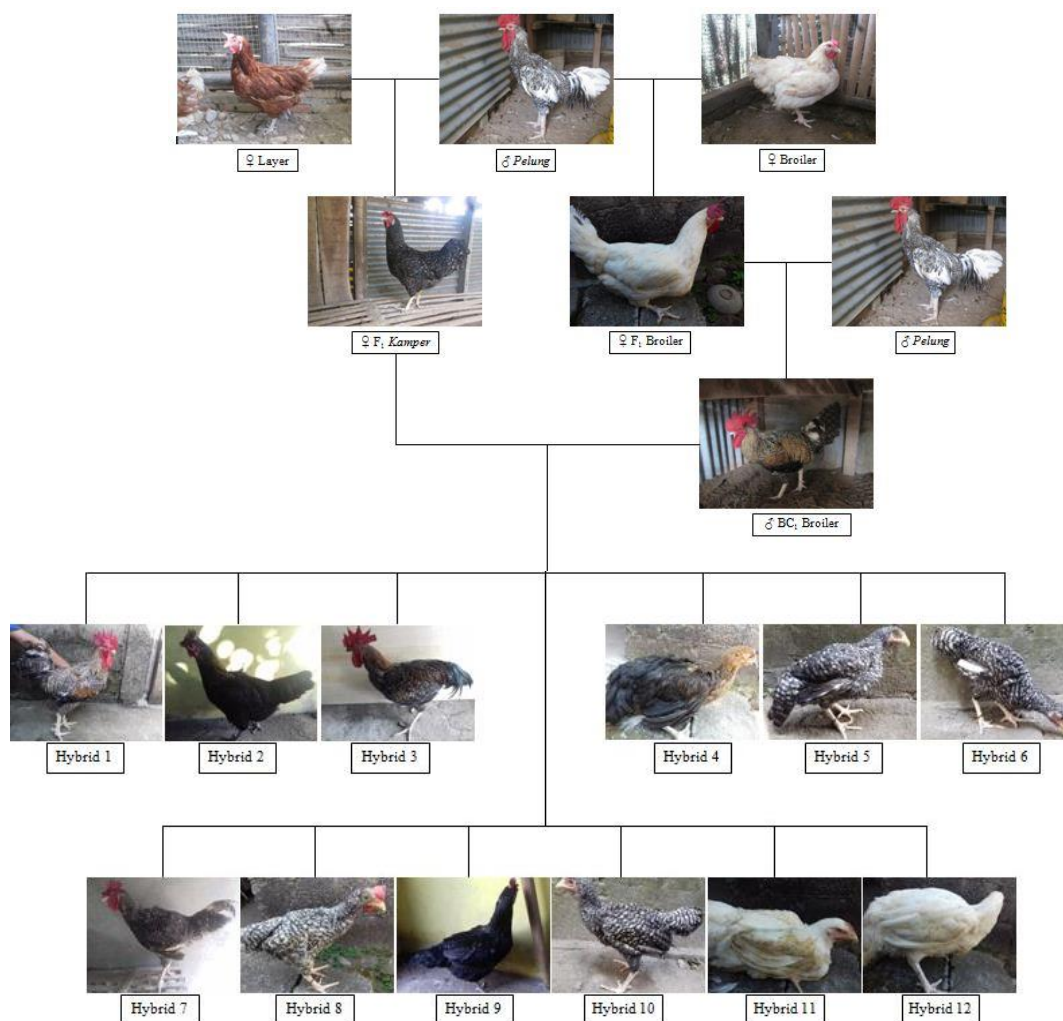 ♀ Layer
♂ Pelung
♀ Broiler
♀ F₁ Kamper
♀ F₁ Broiler
♂ Pelung
♂ BC₁ Broiler
Hybrid 1
Hybrid 2
Hybrid 3
Hybrid 4
Hybrid 5
Hybrid 6
Hybrid 7
Hybrid 8
Hybrid 9
Hybrid 10
Hybrid 11
Hybrid 12